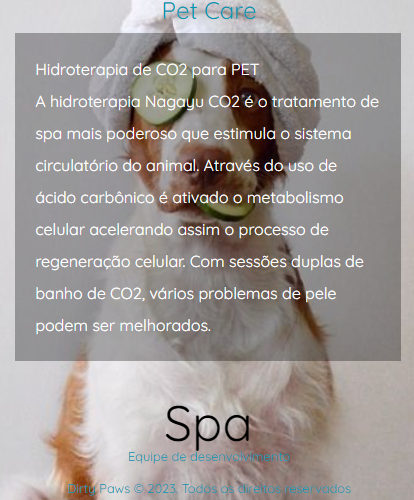 Pet Care
Hidroterapia de CO2 para PET
A hidroterapia Nagayu CO2 é o tratamento de
spa mais poderoso que estimula o sistema
circulatório do animal. Através do uso de
ácido carbônico é ativado o metabolismo
celular acelerando assim o processo de
regeneração celular. Com sessões duplas de
banho de CO2, vários problemas de pele
podem ser melhorados.
Spa
Equipe de desenvolvimento
Dirty Paws © 2023. Todos os direitos reservados